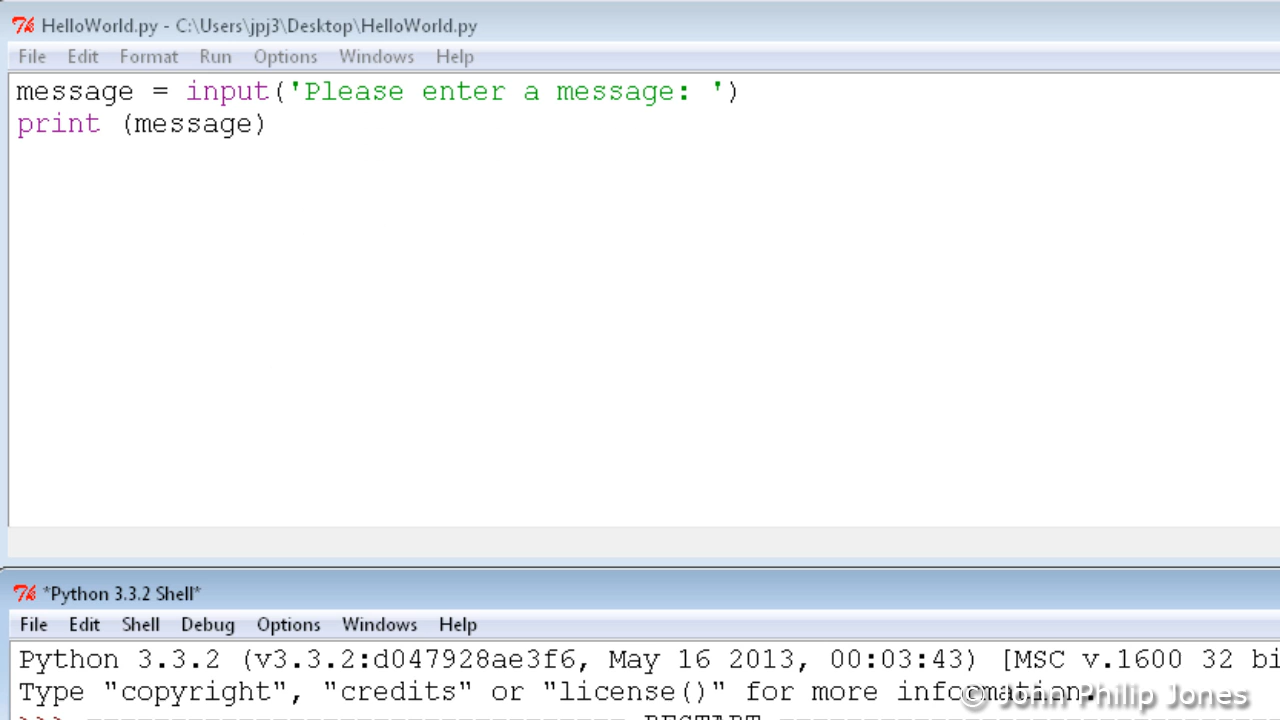 HelloWorld.py - C:\Users\jpj3\Desktop\HelloWorld.py
File Edit Format Run Options Windows Help
message = input('Please enter a message: ')
print (message)
*Python 3.3.2 Shell*
File Edit Shell Debug Options Windows Help
Python 3.3.2 (v3.3.2:d047928ae3f6, May 16 2013, 00:03:43) [MSC v.1600 32 bi
Type "copyright", "credits" or "license()" for more information.
© John Philip Jones
>>> ================================ RESTART ================================